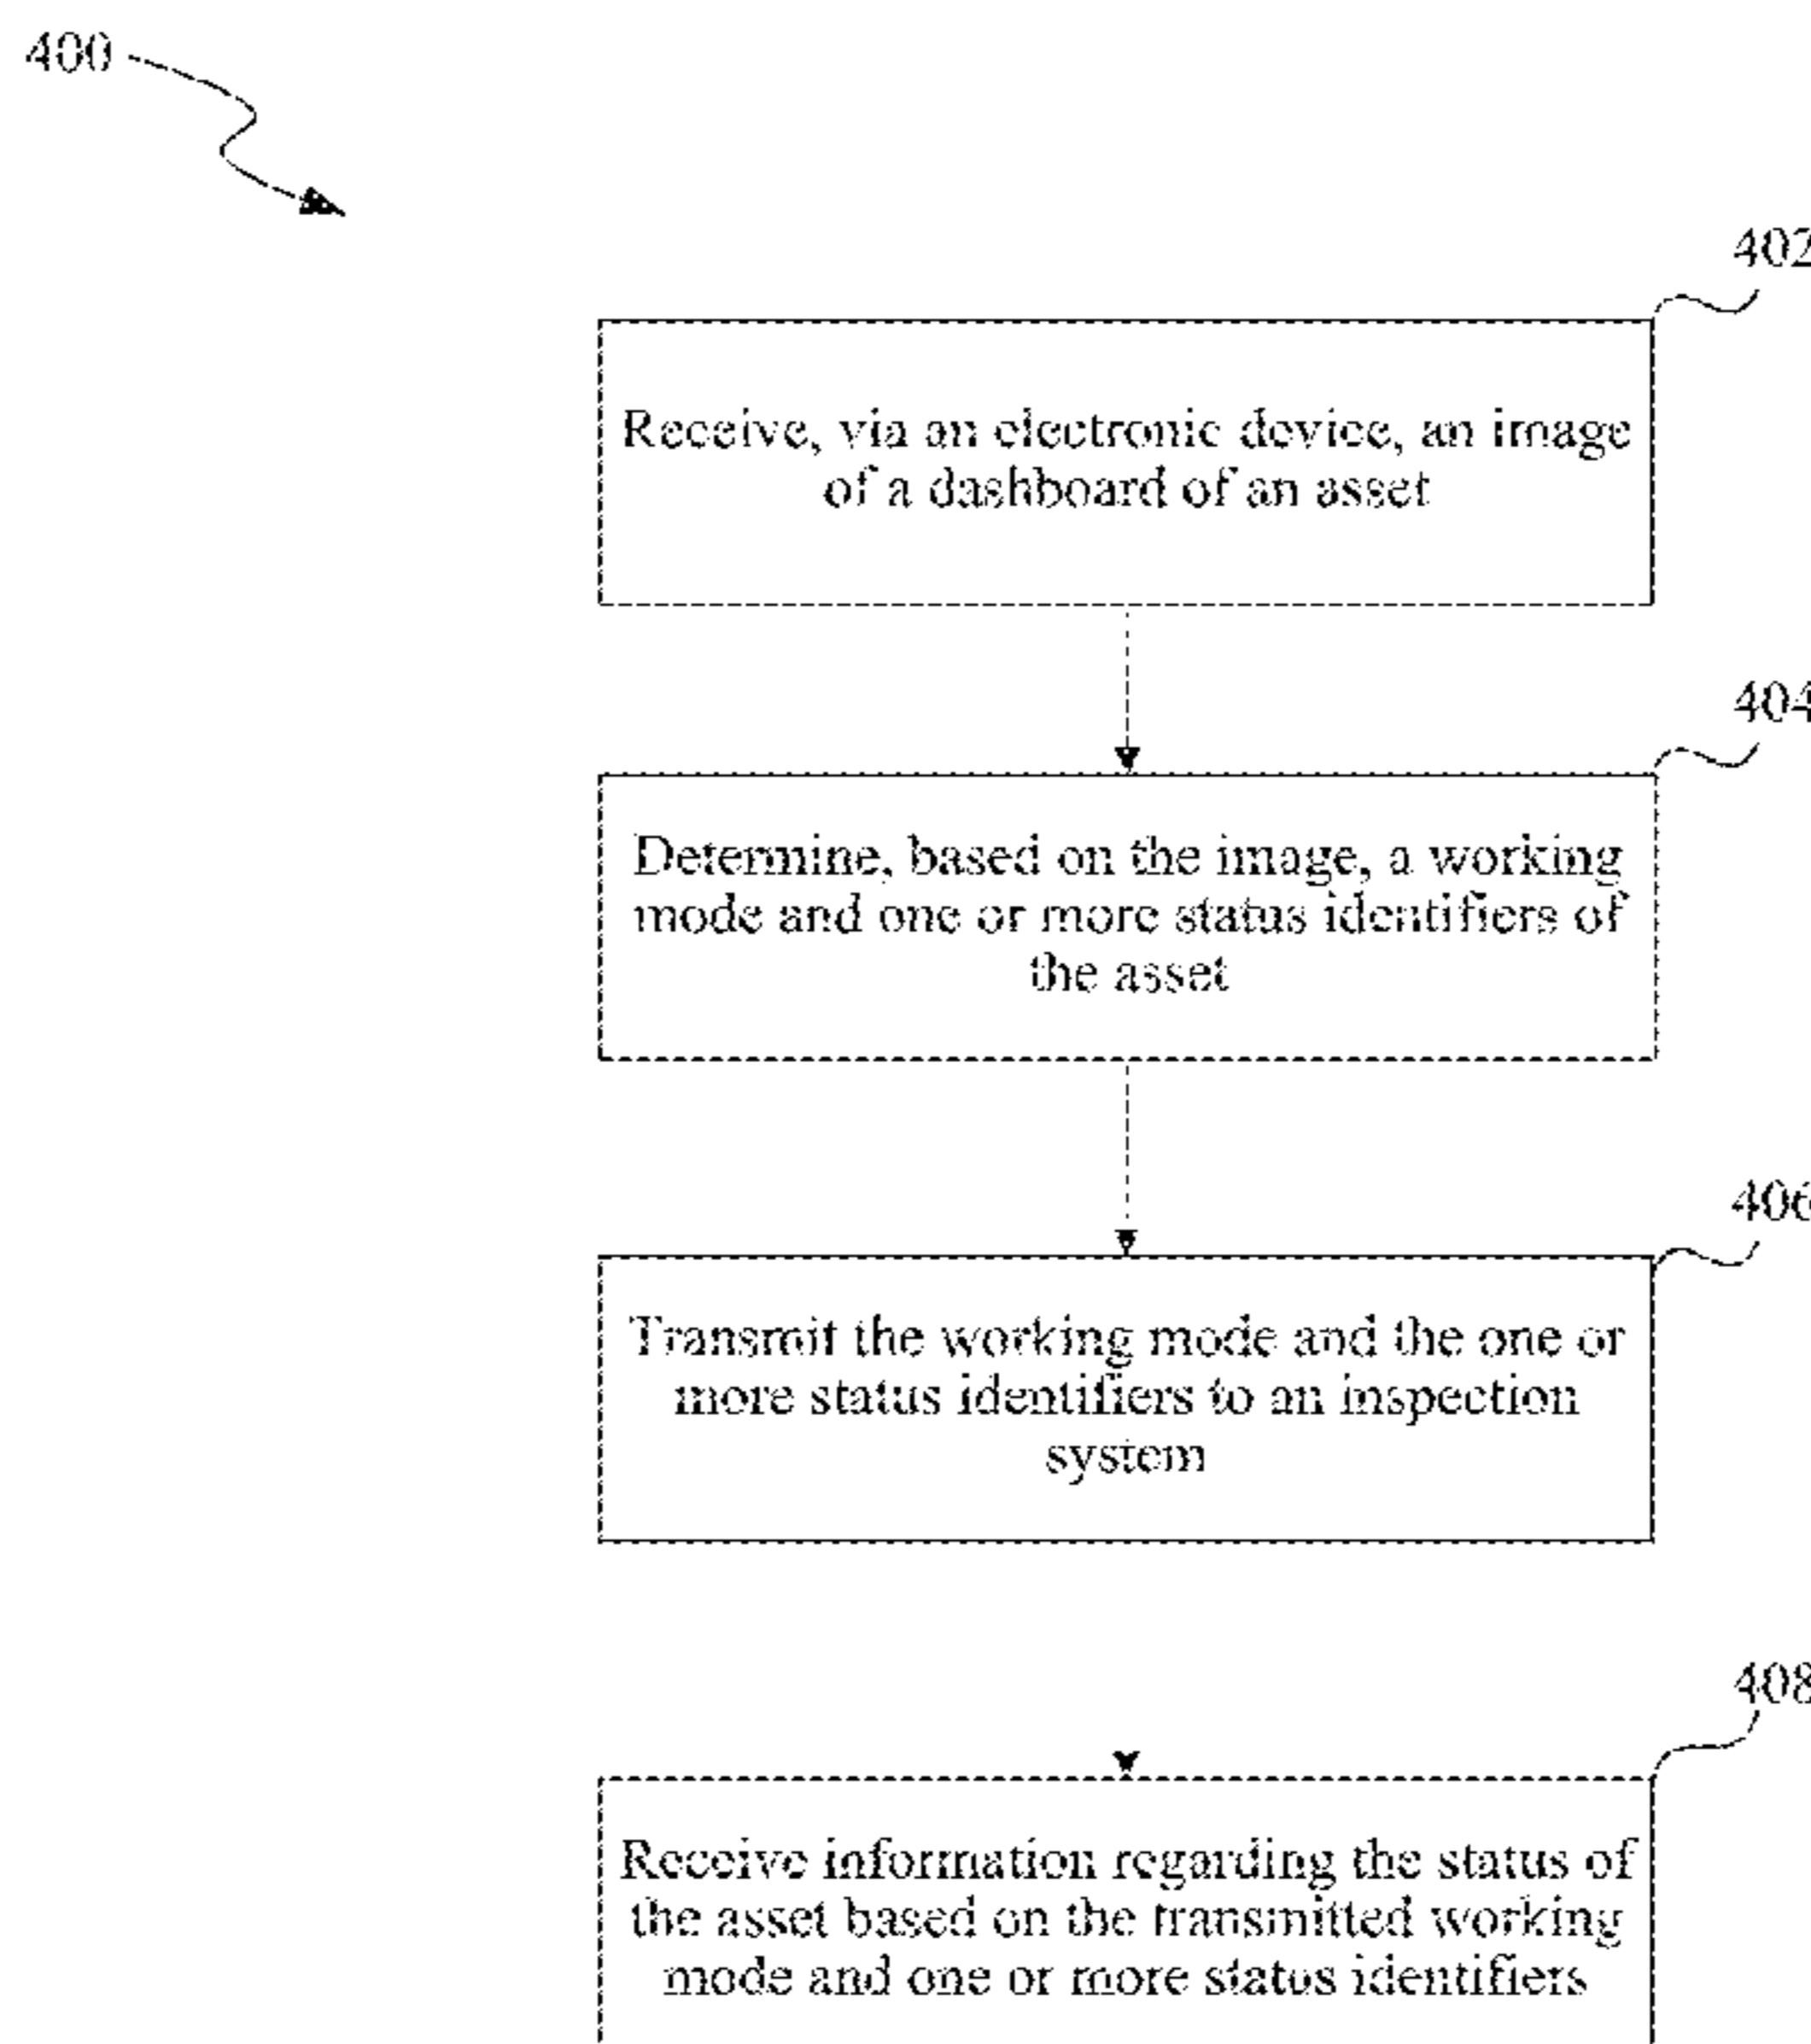 400
402
Receive, via an electronic device, an image
of a dashboard of an asset
404
Determine, based on the image, a working
mode and one or more status identifiers of
the asset
406
Transmit the working mode and the one or
more status identifiers to an inspection
system
408
Receive information regarding the status of
the asset based on the transmitted working
mode and one or more status identifiers